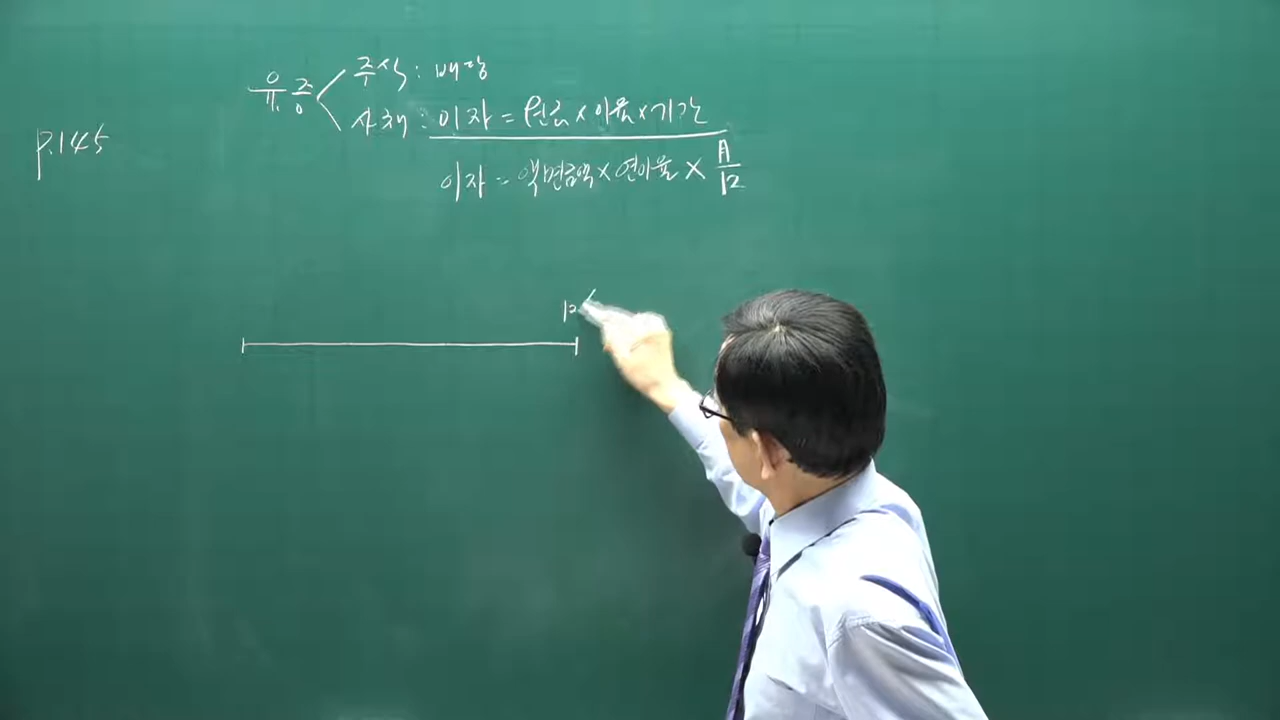 p.145
유증
주식 : 배당
사채 : 이자 = 원금 × 이율 × 기간
이자 = 액면금액 × 연이율 × 月/12
12/